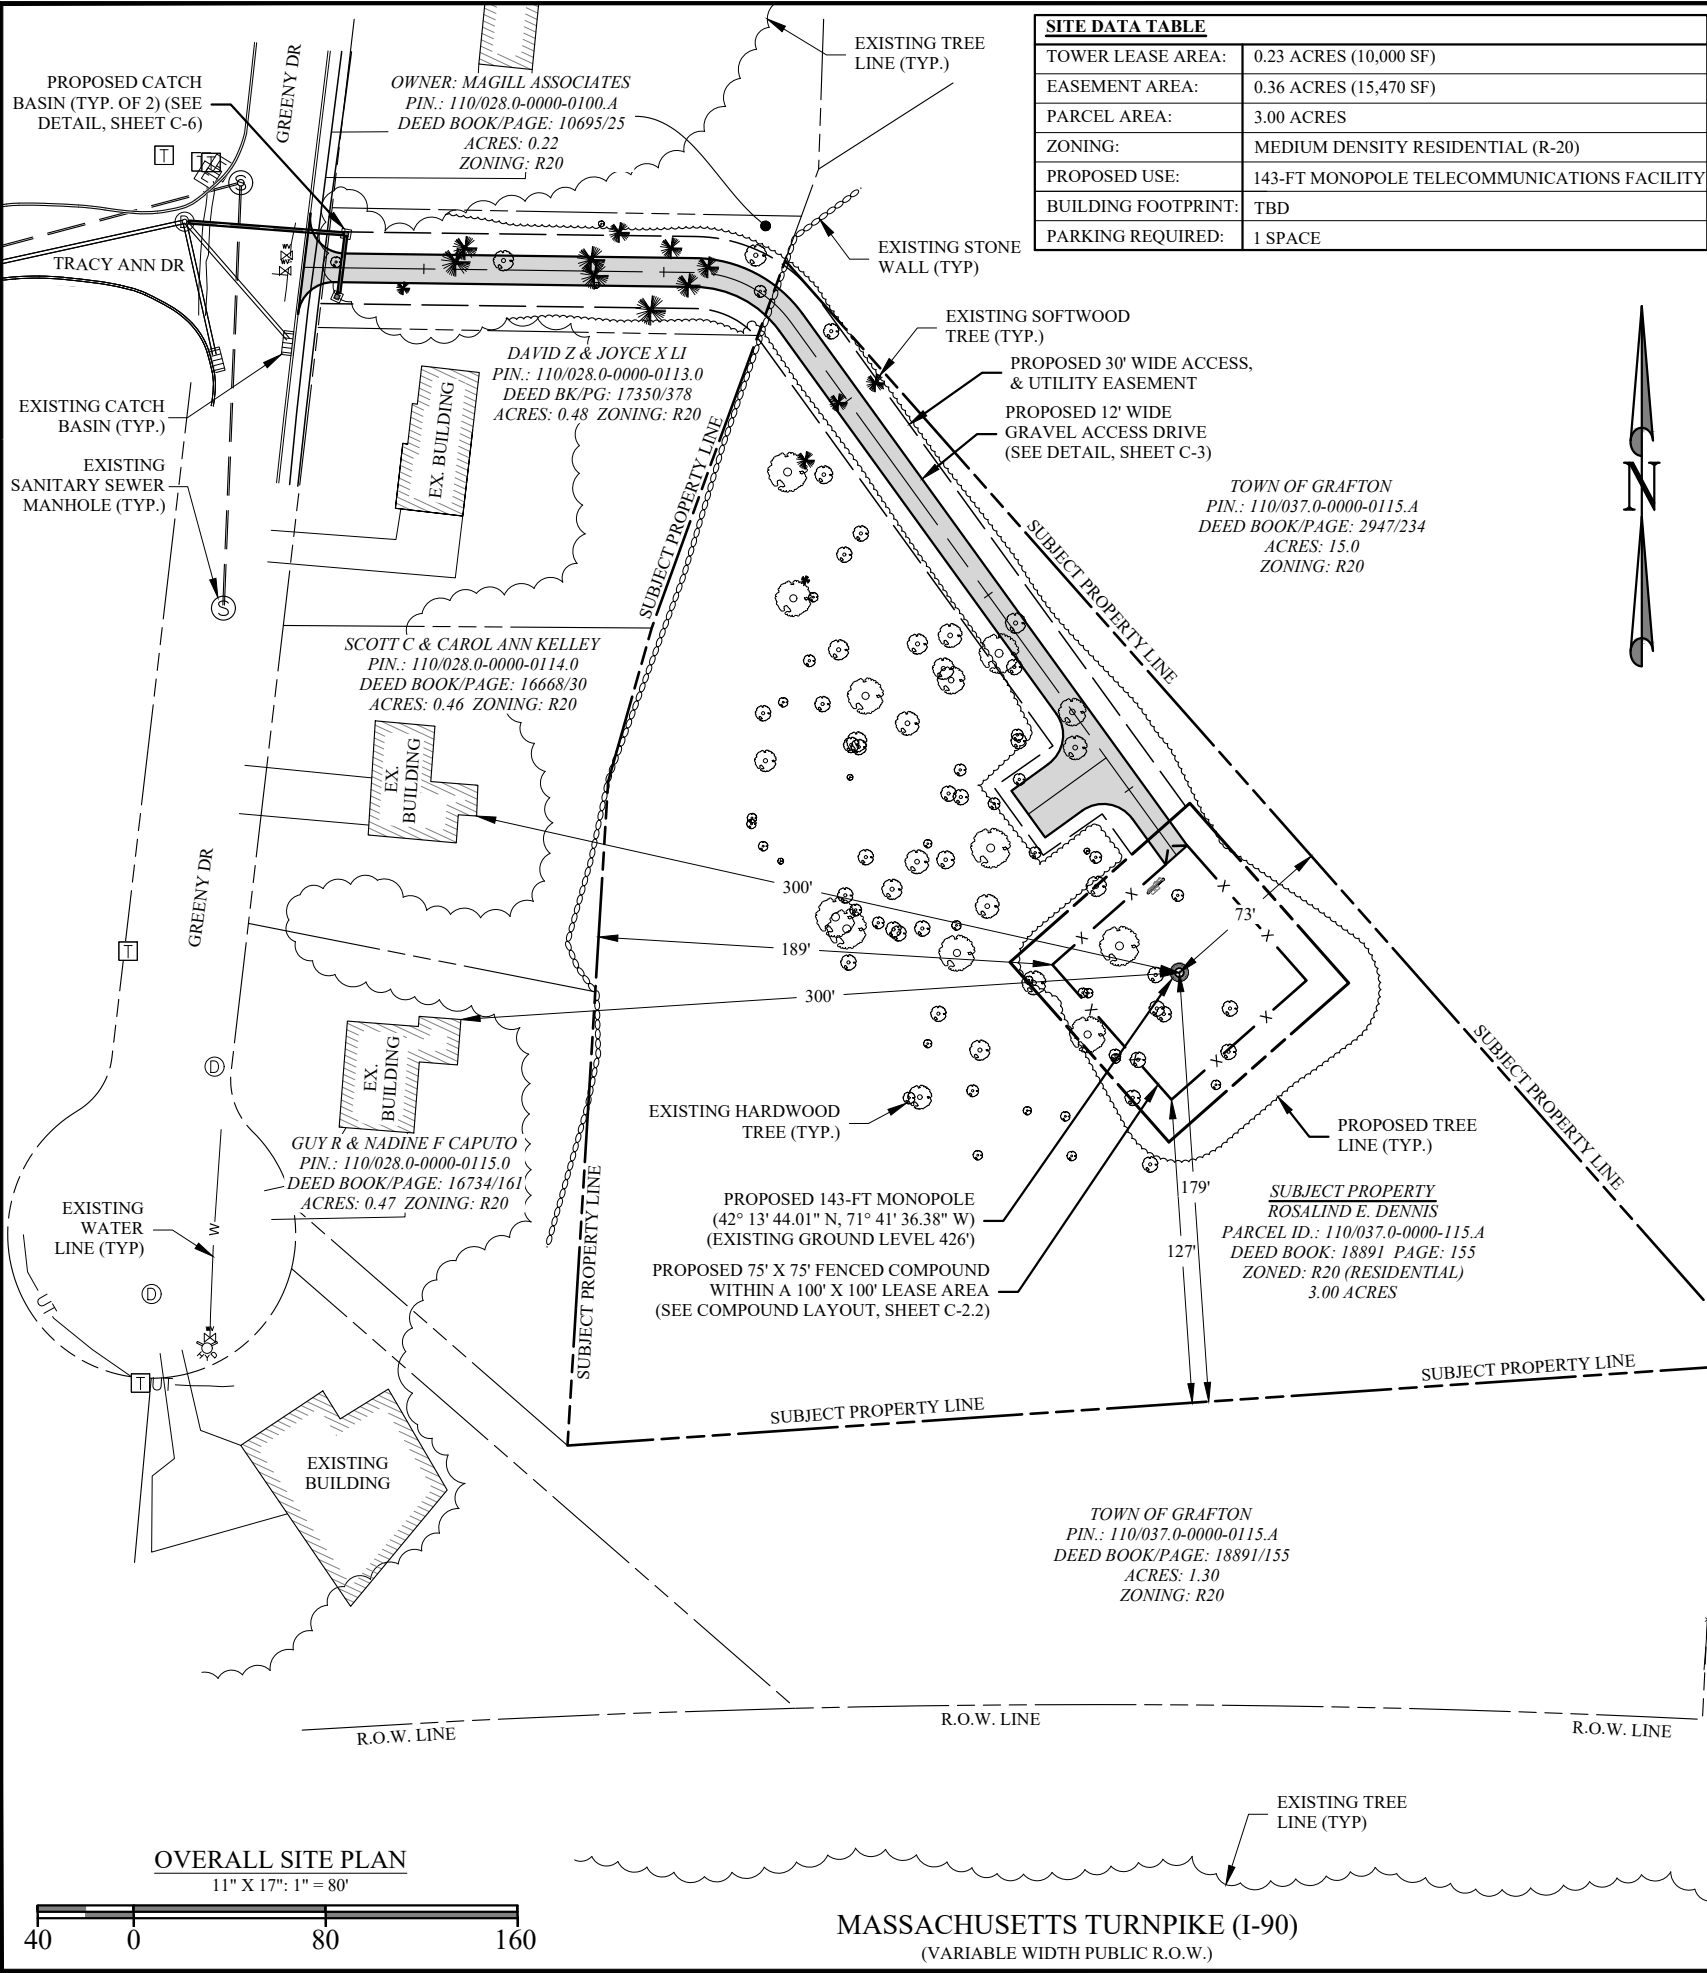 SITE DATA TABLE
TOWER LEASE AREA: 0.23 ACRES (10,000 SF)
EASEMENT AREA: 0.36 ACRES (15,470 SF)
PARCEL AREA: 3.00 ACRES
ZONING: MEDIUM DENSITY RESIDENTIAL (R-20)
PROPOSED USE: 143-FT MONOPOLE TELECOMMUNICATIONS FACILITY
BUILDING FOOTPRINT: TBD
PARKING REQUIRED: 1 SPACE
EXISTING TREE
LINE (TYP.)
PROPOSED CATCH
BASIN (TYP. OF 2) (SEE
DETAIL, SHEET C-6)
GREENY DR
OWNER: MAGILL ASSOCIATES
PIN.: 110/028.0-0000-0100.A
DEED BOOK/PAGE: 10695/25
ACRES: 0.22
ZONING: R20
T
S
D
TRACY ANN DR
W
EXISTING STONE
WALL (TYP)
EXISTING SOFTWOOD
TREE (TYP.)
PROPOSED 30' WIDE ACCESS,
& UTILITY EASEMENT
PROPOSED 12' WIDE
GRAVEL ACCESS DRIVE
(SEE DETAIL, SHEET C-3)
DAVID Z & JOYCE X LI
PIN.: 110/028.0-0000-0113.0
DEED BK/PG: 17350/378
ACRES: 0.48 ZONING: R20
EX. BUILDING
EXISTING CATCH
BASIN (TYP.)
EXISTING
SANITARY SEWER
MANHOLE (TYP.)
S
SUBJECT PROPERTY LINE
SUBJECT PROPERTY LINE
TOWN OF GRAFTON
PIN.: 110/037.0-0000-0115.A
DEED BOOK/PAGE: 2947/234
ACRES: 15.0
ZONING: R20
N
SCOTT C & CAROL ANN KELLEY
PIN.: 110/028.0-0000-0114.0
DEED BOOK/PAGE: 16668/30
ACRES: 0.46 ZONING: R20
EX.
BUILDING
GREENY DR
T
300'
189'
300'
73'
X
X
X
X
X
X
X
SUBJECT PROPERTY LINE
EX.
BUILDING
D
GUY R & NADINE F CAPUTO
PIN.: 110/028.0-0000-0115.0
DEED BOOK/PAGE: 16734/161
ACRES: 0.47 ZONING: R20
EXISTING HARDWOOD
TREE (TYP.)
PROPOSED TREE
LINE (TYP.)
EXISTING
WATER
LINE (TYP)
W
D
UT
W
T UT
SUBJECT PROPERTY LINE
PROPOSED 143-FT MONOPOLE
(42° 13' 44.01" N, 71° 41' 36.38" W)
(EXISTING GROUND LEVEL 426')
PROPOSED 75' X 75' FENCED COMPOUND
WITHIN A 100' X 100' LEASE AREA
(SEE COMPOUND LAYOUT, SHEET C-2.2)
179'
127'
SUBJECT PROPERTY
ROSALIND E. DENNIS
PARCEL ID.: 110/037.0-0000-115.A
DEED BOOK: 18891 PAGE: 155
ZONED: R20 (RESIDENTIAL)
3.00 ACRES
SUBJECT PROPERTY LINE
SUBJECT PROPERTY LINE
EXISTING
BUILDING
TOWN OF GRAFTON
PIN.: 110/037.0-0000-0115.A
DEED BOOK/PAGE: 18891/155
ACRES: 1.30
ZONING: R20
R.O.W. LINE
R.O.W. LINE
R.O.W. LINE
EXISTING TREE
LINE (TYP)
OVERALL SITE PLAN
11" X 17": 1" = 80'
40 0 80 160
MASSACHUSETTS TURNPIKE (I-90)
(VARIABLE WIDTH PUBLIC R.O.W.)